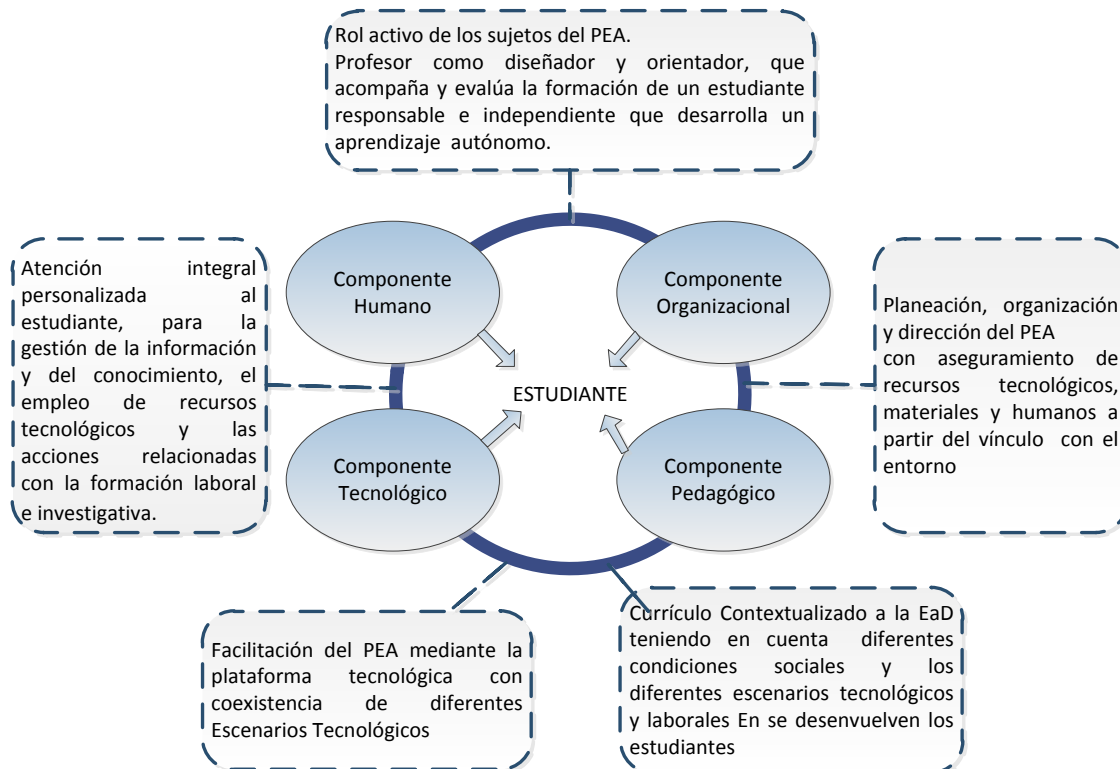 Rol activo de los sujetos del PEA.
Profesor como diseñador y orientador, que
acompaña y evalúa la formación de un estudiante
responsable e independiente que desarrolla un
aprendizaje autónomo.
Atención integral
personalizada al
estudiante, para la
gestión de la información
y del conocimiento, el
empleo de recursos
tecnológicos y las
acciones relacionadas
con la formación laboral
e investigativa.
Componente
Humano
Componente
Organizacional
ESTUDIANTE
Componente
Tecnológico
Componente
Pedagógico
Planeación, organización
y dirección del PEA
con aseguramiento de
recursos tecnológicos,
materiales y humanos a
partir del vínculo con el
entorno
Facilitación del PEA mediante la
plataforma tecnológica con
coexistencia de diferentes
Escenarios Tecnológicos
Currículo Contextualizado a la EaD
teniendo en cuenta diferentes
condiciones sociales y los
diferentes escenarios tecnológicos
y laborales En se desenvuelven los
estudiantes